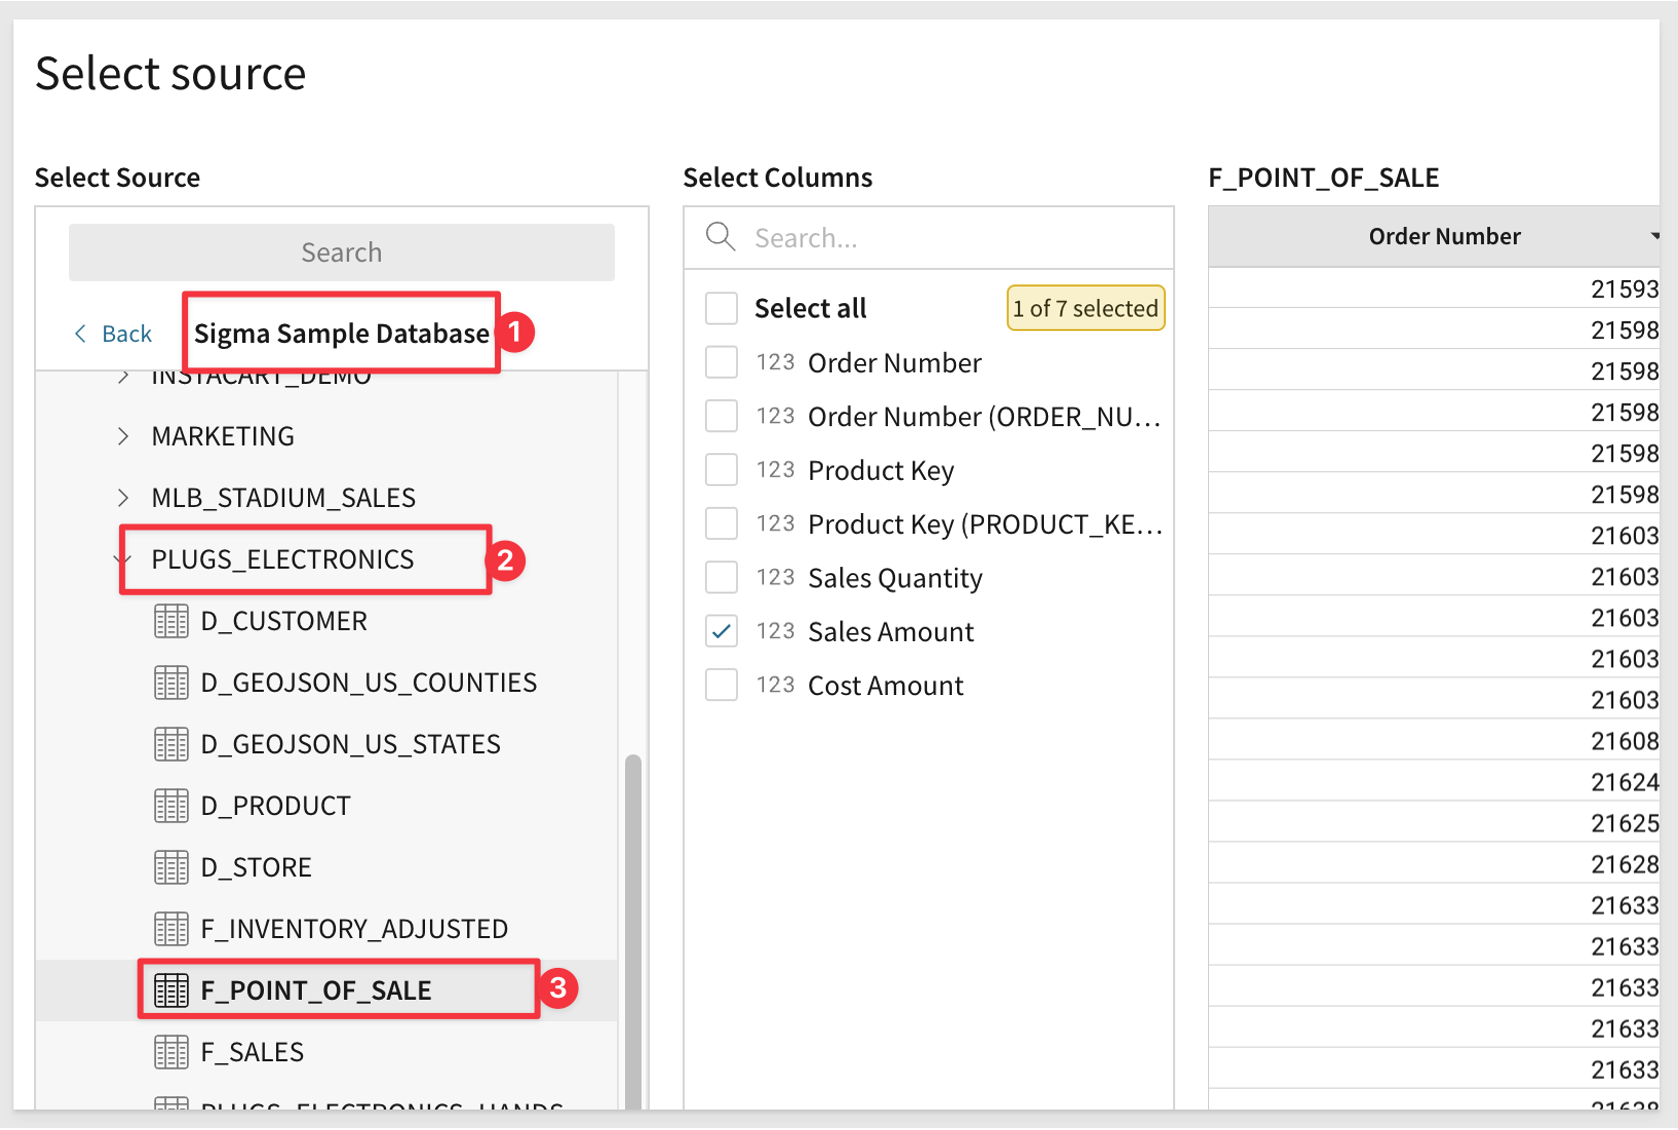 Select source
Select Source
Search
Back
Sigma Sample Database
1
INSTACART_DEMO
MARKETING
MLB_STADIUM_SALES
PLUGS_ELECTRONICS
2
D_CUSTOMER
D_GEOJSON_US_COUNTIES
D_GEOJSON_US_STATES
D_PRODUCT
D_STORE
F_INVENTORY_ADJUSTED
F_POINT_OF_SALE
3
F_SALES
PLUGS_ELECTRONICS_HANDS
Select Columns
Search...
Select all
1 of 7 selected
123 Order Number
123 Order Number (ORDER_NU...
123 Product Key
123 Product Key (PRODUCT_KE...
123 Sales Quantity
123 Sales Amount
123 Cost Amount
F_POINT_OF_SALE
Order Number
21593
21598
21598
21598
21598
21598
21603
21603
21603
21603
21603
21608
21624
21625
21628
21633
21633
21633
21633
21633